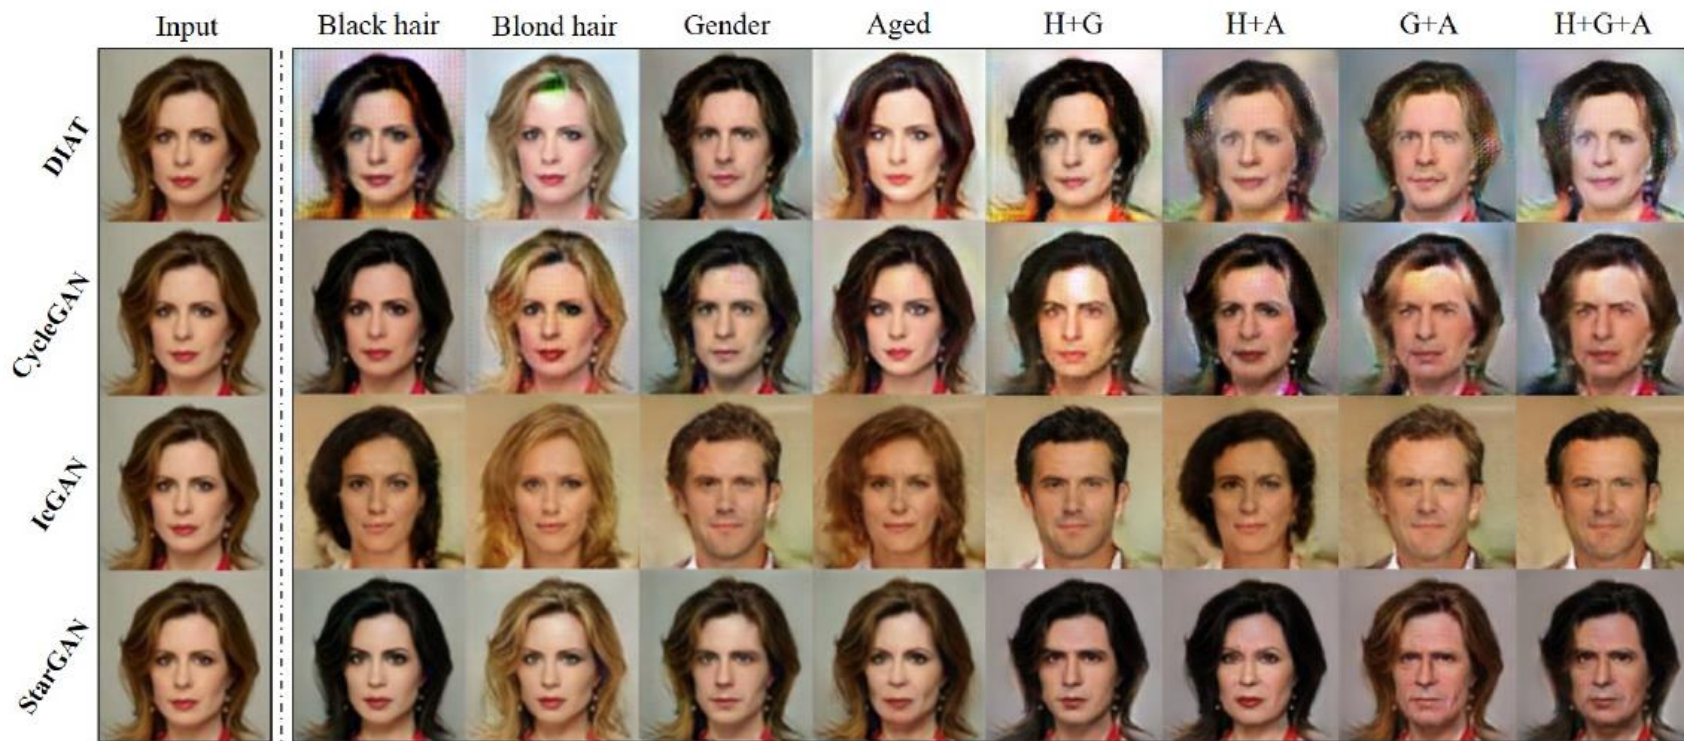 Input Black hair Blond hair Gender Aged H+G H+A G+A H+G+A
DIAT
CycleGAN
IcGAN
StarGAN